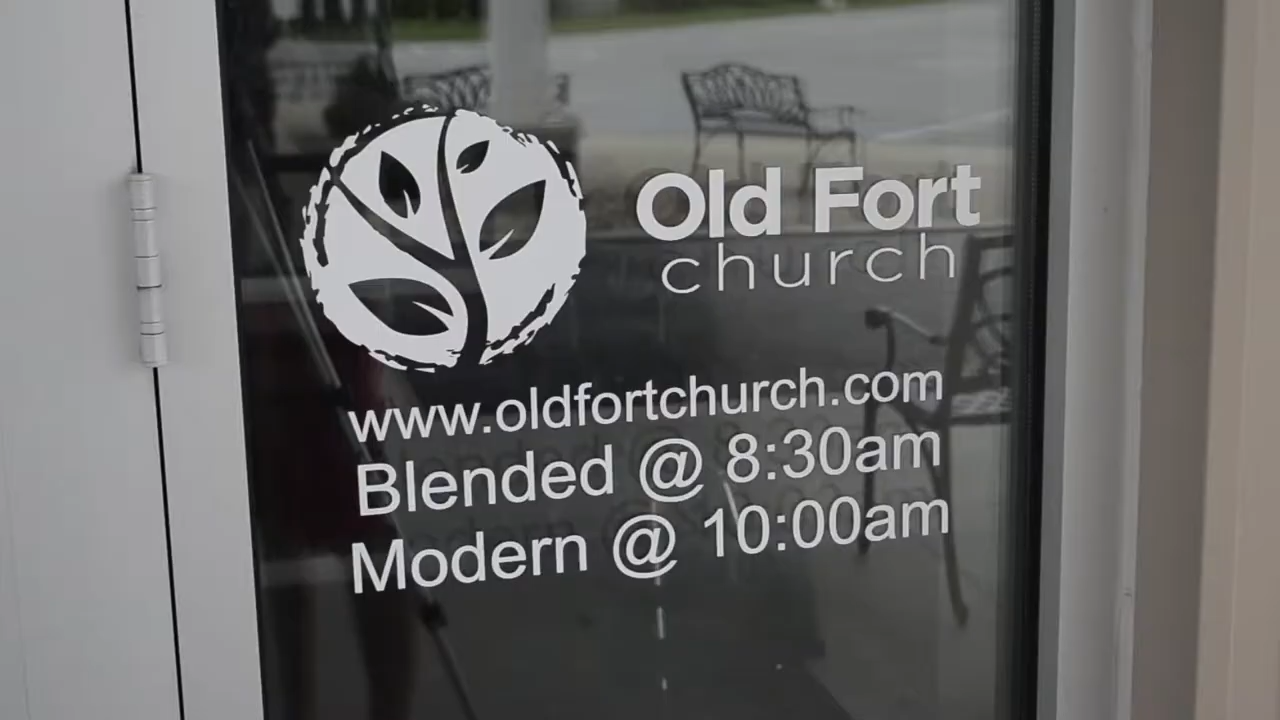 Old Fort
church
www.oldfortchurch.com
Blended @ 8:30am
Modern @ 10:00am